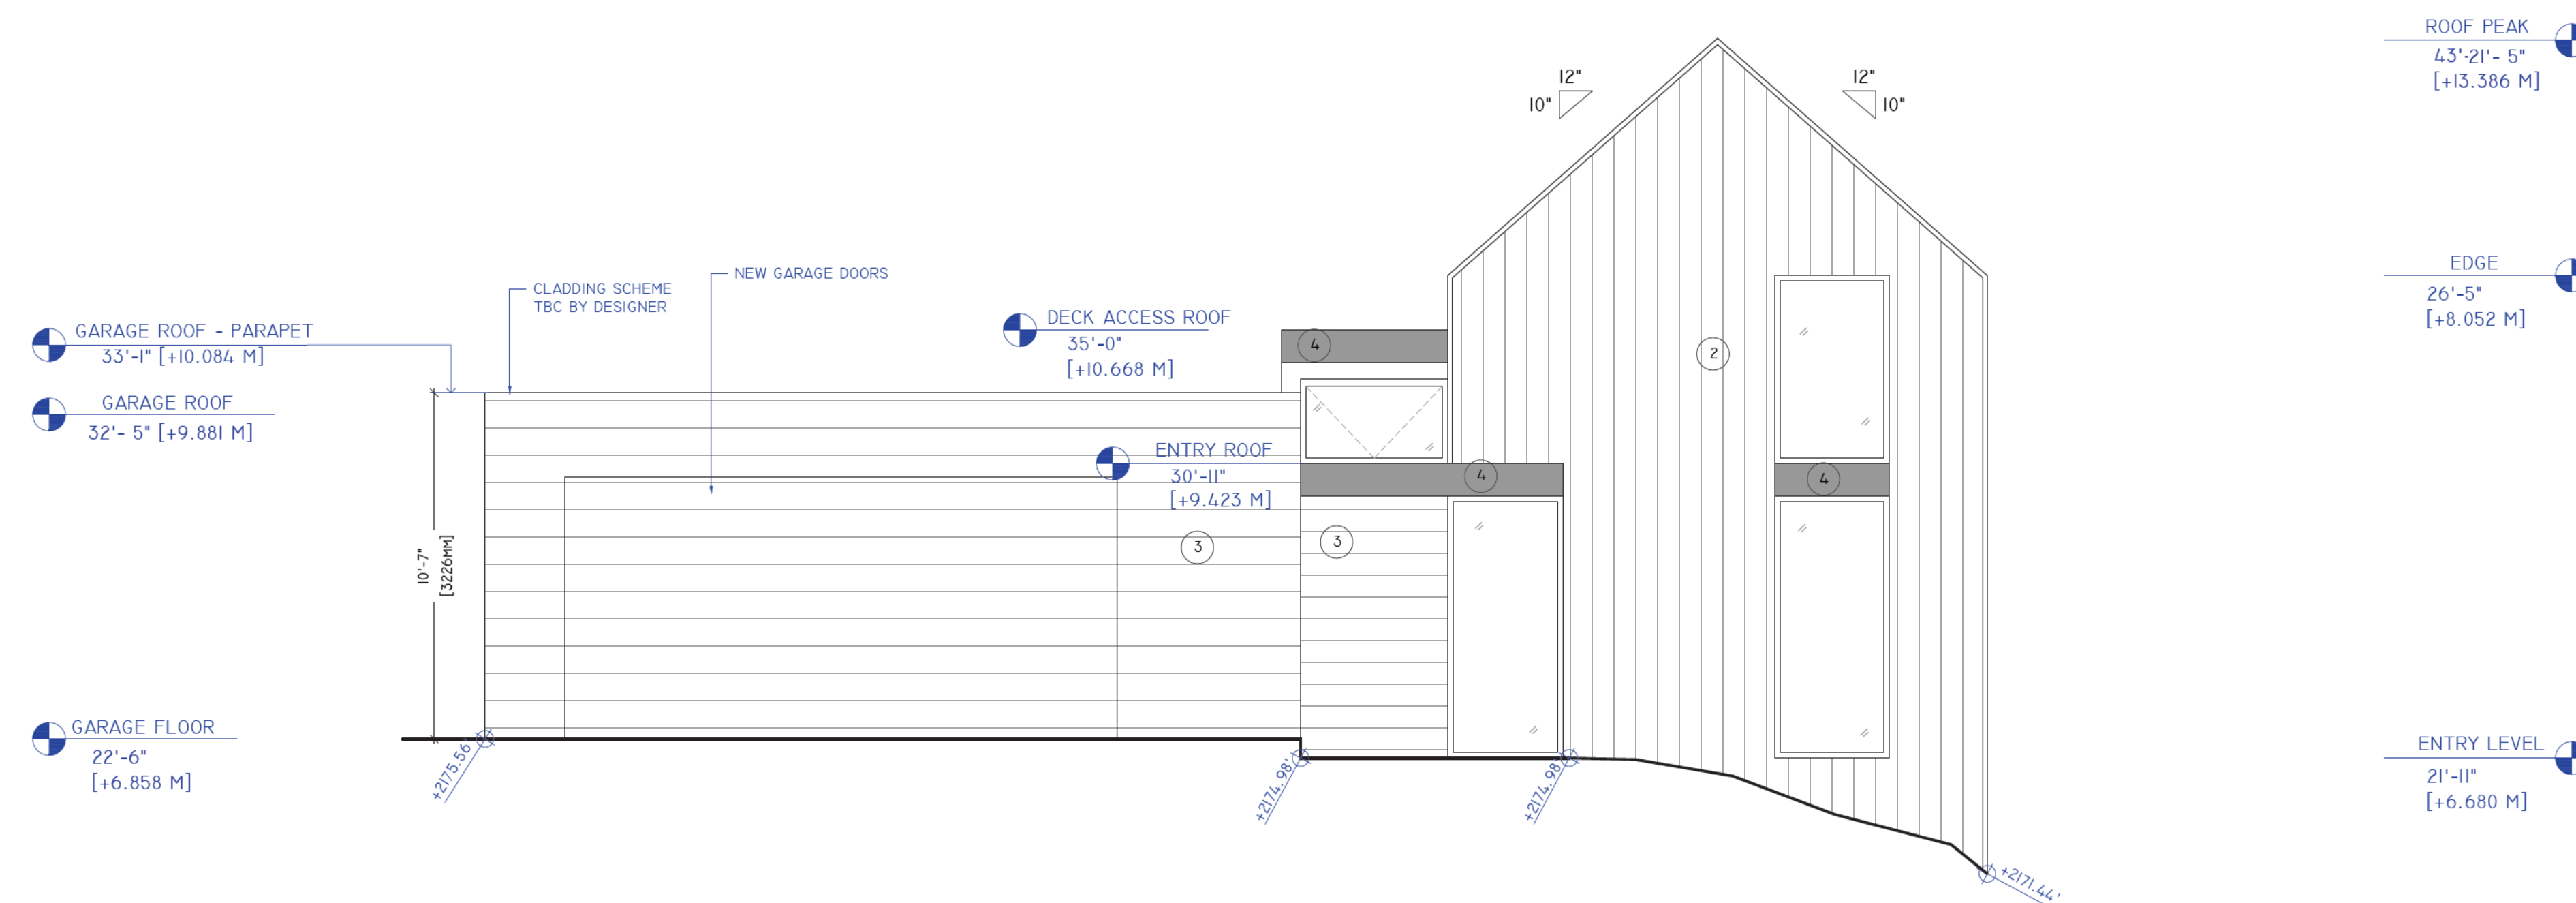 ROOF PEAK
43'-21'- 5"
[+13.386 M]
12"
10"
12"
10"
EDGE
26'-5"
[+8.052 M]
NEW GARAGE DOORS
CLADDING SCHEME
TBC BY DESIGNER
DECK ACCESS ROOF
35'-0"
[+10.668 M]
GARAGE ROOF - PARAPET
33'-1" [+10.084 M]
4
2
GARAGE ROOF
32'- 5" [+9.881 M]
ENTRY ROOF
30'-11"
[+9.423 M]
4
4
3
3
10'-7"
[3226MM]
GARAGE FLOOR
22'-6"
[+6.858 M]
ENTRY LEVEL
21'-11"
[+6.680 M]
+2175.56'
+2174.98'
+2174.98'
+2171.44'